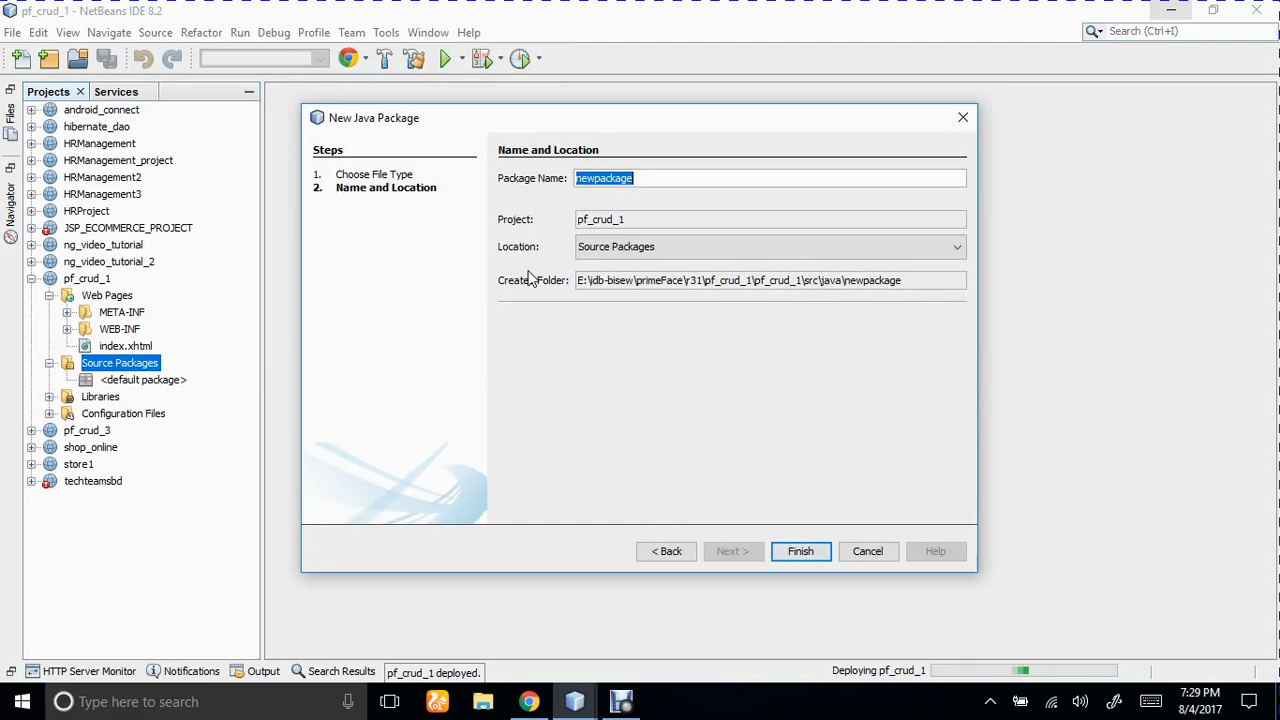 pf_crud_1 - NetBeans IDE 8.2
File Edit View Navigate Source Refactor Run Debug Profile Team Tools Window Help
Search (Ctrl+I)
Projects
Services
Files
Navigator
android_connect
hibernate_dao
HRManagement
HRManagement_project
HRManagement2
HRManagement3
HRProject
JSP_ECOMMERCE_PROJECT
ng_video_tutorial
ng_video_tutorial_2
pf_crud_1
Web Pages
META-INF
WEB-INF
index.xhtml
Source Packages
<default package>
Libraries
Configuration Files
pf_crud_3
shop_online
store1
techteamsbd
New Java Package
Steps
1. Choose File Type
2. Name and Location
Name and Location
Package Name: newpackage
Project: pf_crud_1
Location: Source Packages
Created Folder: E:\idb-bisew\primeFace\r31\pf_crud_1\pf_crud_1\src\java\newpackage
< Back Next > Finish Cancel Help
HTTP Server Monitor Notifications Output Search Results pf_crud_1 deployed. Deploying pf_crud_1
Type here to search
7:29 PM
8/4/2017